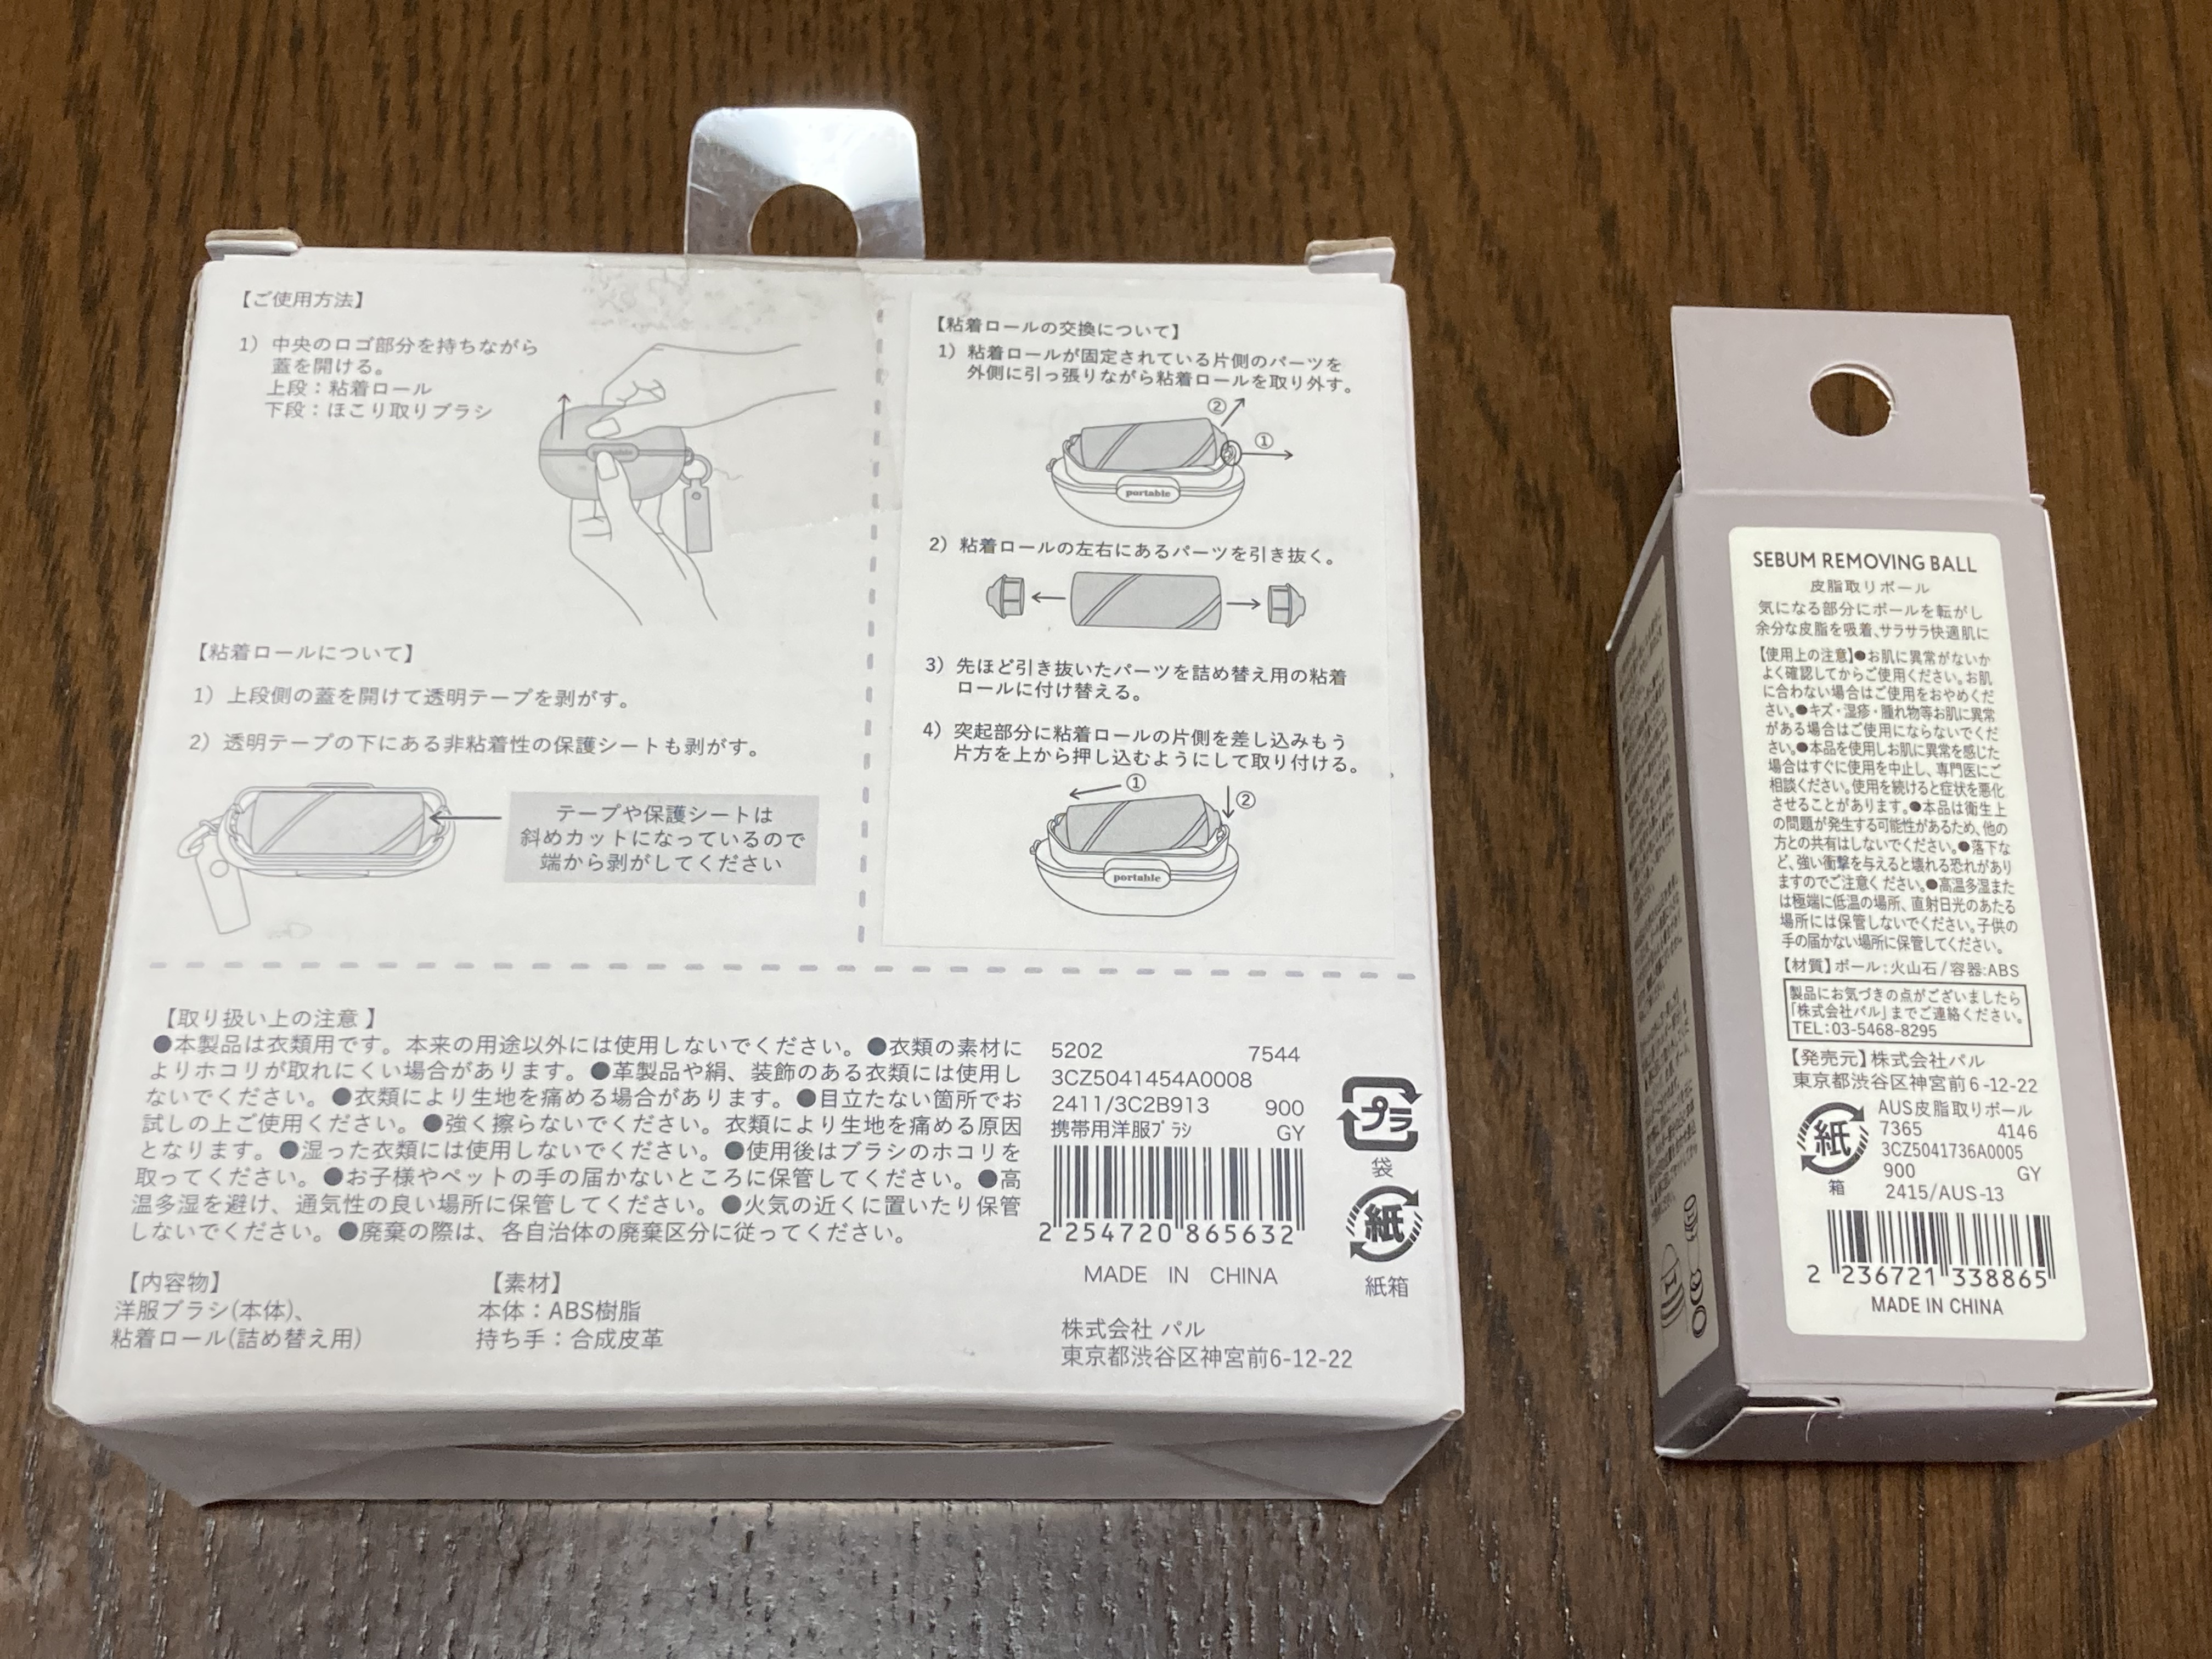 【ご使用方法】
1）中央のロゴ部分を持ちながら
蓋を開ける。
上段：粘着ロール
下段：ほこり取りブラシ
【粘着ロールについて】
1）上段側の蓋を開けて透明テープを剥がす。
2）透明テープの下にある非粘着性の保護シートも剥がす。
テープや保護シートは
斜めカットになっているので
端から剥がしてください
【粘着ロールの交換について】
1）粘着ロールが固定されている片側のパーツを
外側に引っ張りながら粘着ロールを取り外す。
②
①
portable
2）粘着ロールの左右にあるパーツを引き抜く。
3）先ほど引き抜いたパーツを詰め替え用の粘着
ロールに付け替える。
4）突起部分に粘着ロールの片側を差し込みもう
片方を上から押し込むようにして取り付ける。
①
②
portable
【取り扱い上の注意 】
●本製品は衣類用です。本来の用途以外には使用しないでください。●衣類の素材に
よりホコリが取れにくい場合があります。●革製品や絹、装飾のある衣類には使用し
ないでください。●衣類により生地を痛める場合があります。●目立たない箇所でお
試しの上ご使用ください。●強く擦らないでください。衣類により生地を痛める原因
となります。●湿った衣類には使用しないでください。●使用後はブラシのホコリを
取ってください。●お子様やペットの手の届かないところに保管してください。●高
温多湿を避け、通気性の良い場所に保管してください。●火気の近くに置いたり保管
しないでください。●廃棄の際は、各自治体の廃棄区分に従ってください。
【内容物】
洋服ブラシ(本体)、
粘着ロール(詰め替え用)
【素材】
本体：ABS樹脂
持ち手：合成皮革
5202 7544
3CZ5041454A0008
2411/3C2B913 900
携帯用洋服ﾌﾞﾗｼ GY
2 254720 865632
MADE IN CHINA
株式会社 パル
東京都渋谷区神宮前6-12-22
プラ
袋
紙
紙箱
SEBUM REMOVING BALL
皮脂取りボール
気になる部分にボールを転がし
余分な皮脂を吸着､サラサラ快適肌に
【使用上の注意】●お肌に異常がないか
よく確認してからご使用ください。お肌
に合わない場合はご使用をおやめくだ
さい。●キズ・湿疹・腫れ物等お肌に異常
がある場合はご使用にならないでくだ
さい。●本品を使用しお肌に異常を感じた
場合はすぐに使用を中止し、専門医にご
相談ください。使用を続けると症状を悪化
させることがあります。●本品は衛生上
の問題が発生する可能性があるため、他の
方との共有はしないでください。●落下な
ど、強い衝撃を与えると壊れる恐れがあり
ますのでご注意ください。●高温多湿また
は極端に低温の場所、直射日光のあたる
場所には保管しないでください。子供の
手の届かない場所に保管してください。
【材質】ボール：火山石/容器:ABS
製品にお気づきの点がございましたら
「株式会社パル」までご連絡ください。
TEL：03-5468-8295
【発売元】株式会社パル
東京都渋谷区神宮前6-12-22
紙
箱
AUS皮脂取りボール
7365 4146
3CZ5041736A0005
900 GY
2415/AUS-13
2 236721 338865
MADE IN CHINA